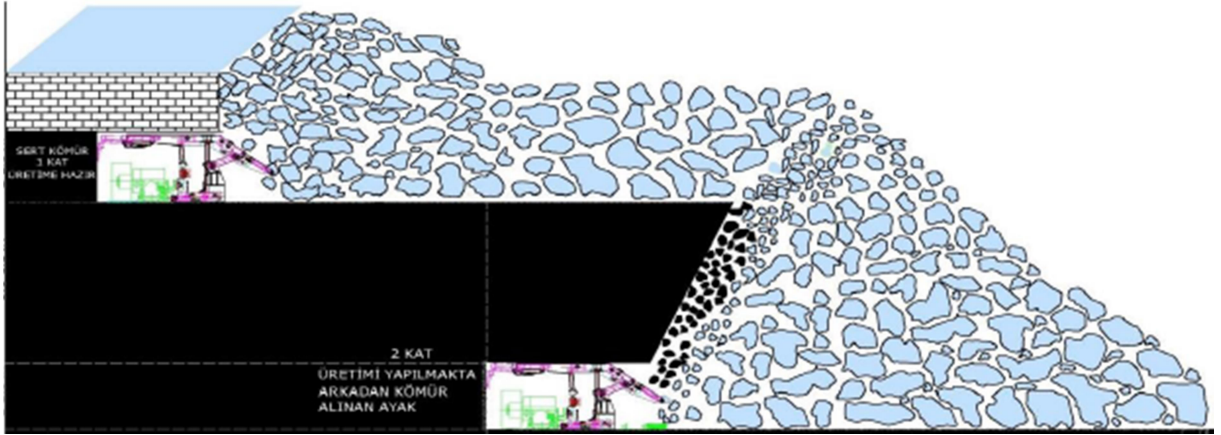 SERT KÖMÜR
1 KAT
ÜRETİME HAZIR
2 KAT
ÜRETİMİ YAPILMAKTA
ARKADAN KÖMÜR
ALINAN AYAK